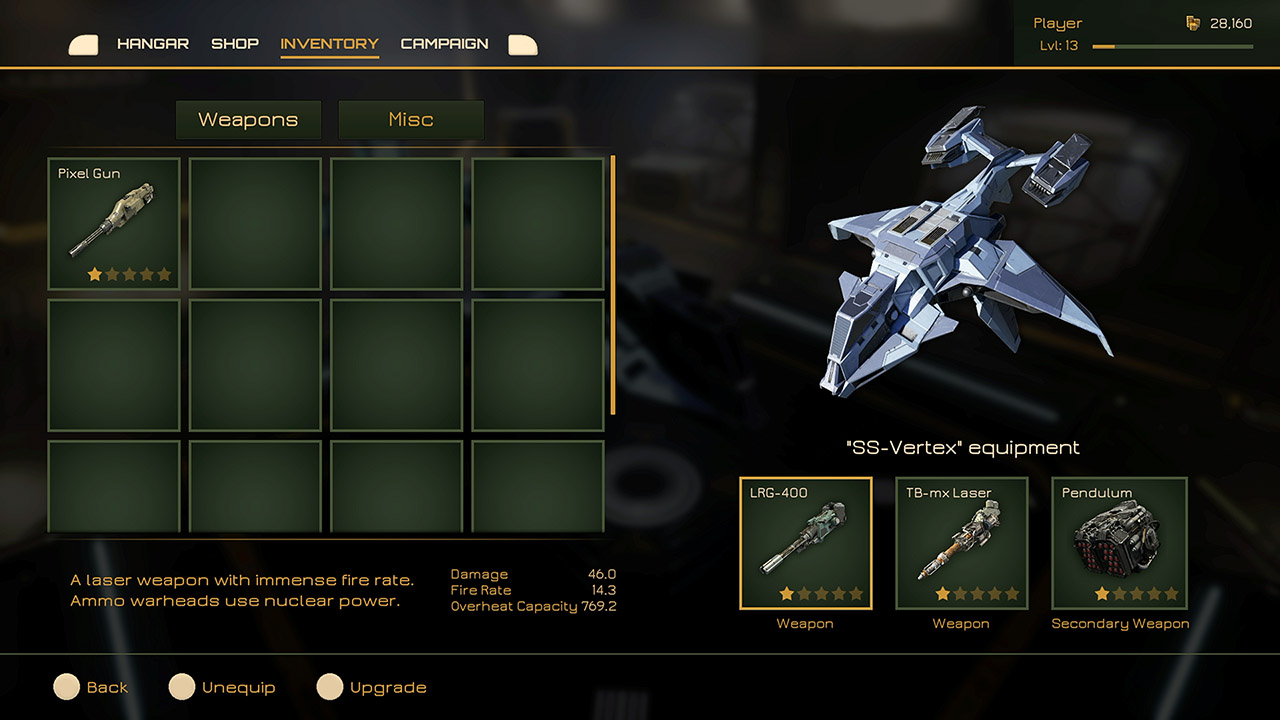 HANGAR SHOP INVENTORY CAMPAIGN
Player 28,160
Lvl: 13
Weapons Misc
Pixel Gun
"SS-Vertex" equipment
LRG-400 TB-mx Laser Pendulum
Weapon Weapon Secondary Weapon
A laser weapon with immense fire rate.
Ammo warheads use nuclear power.
Damage 46.0
Fire Rate 14.3
Overheat Capacity 769.2
Back Unequip Upgrade